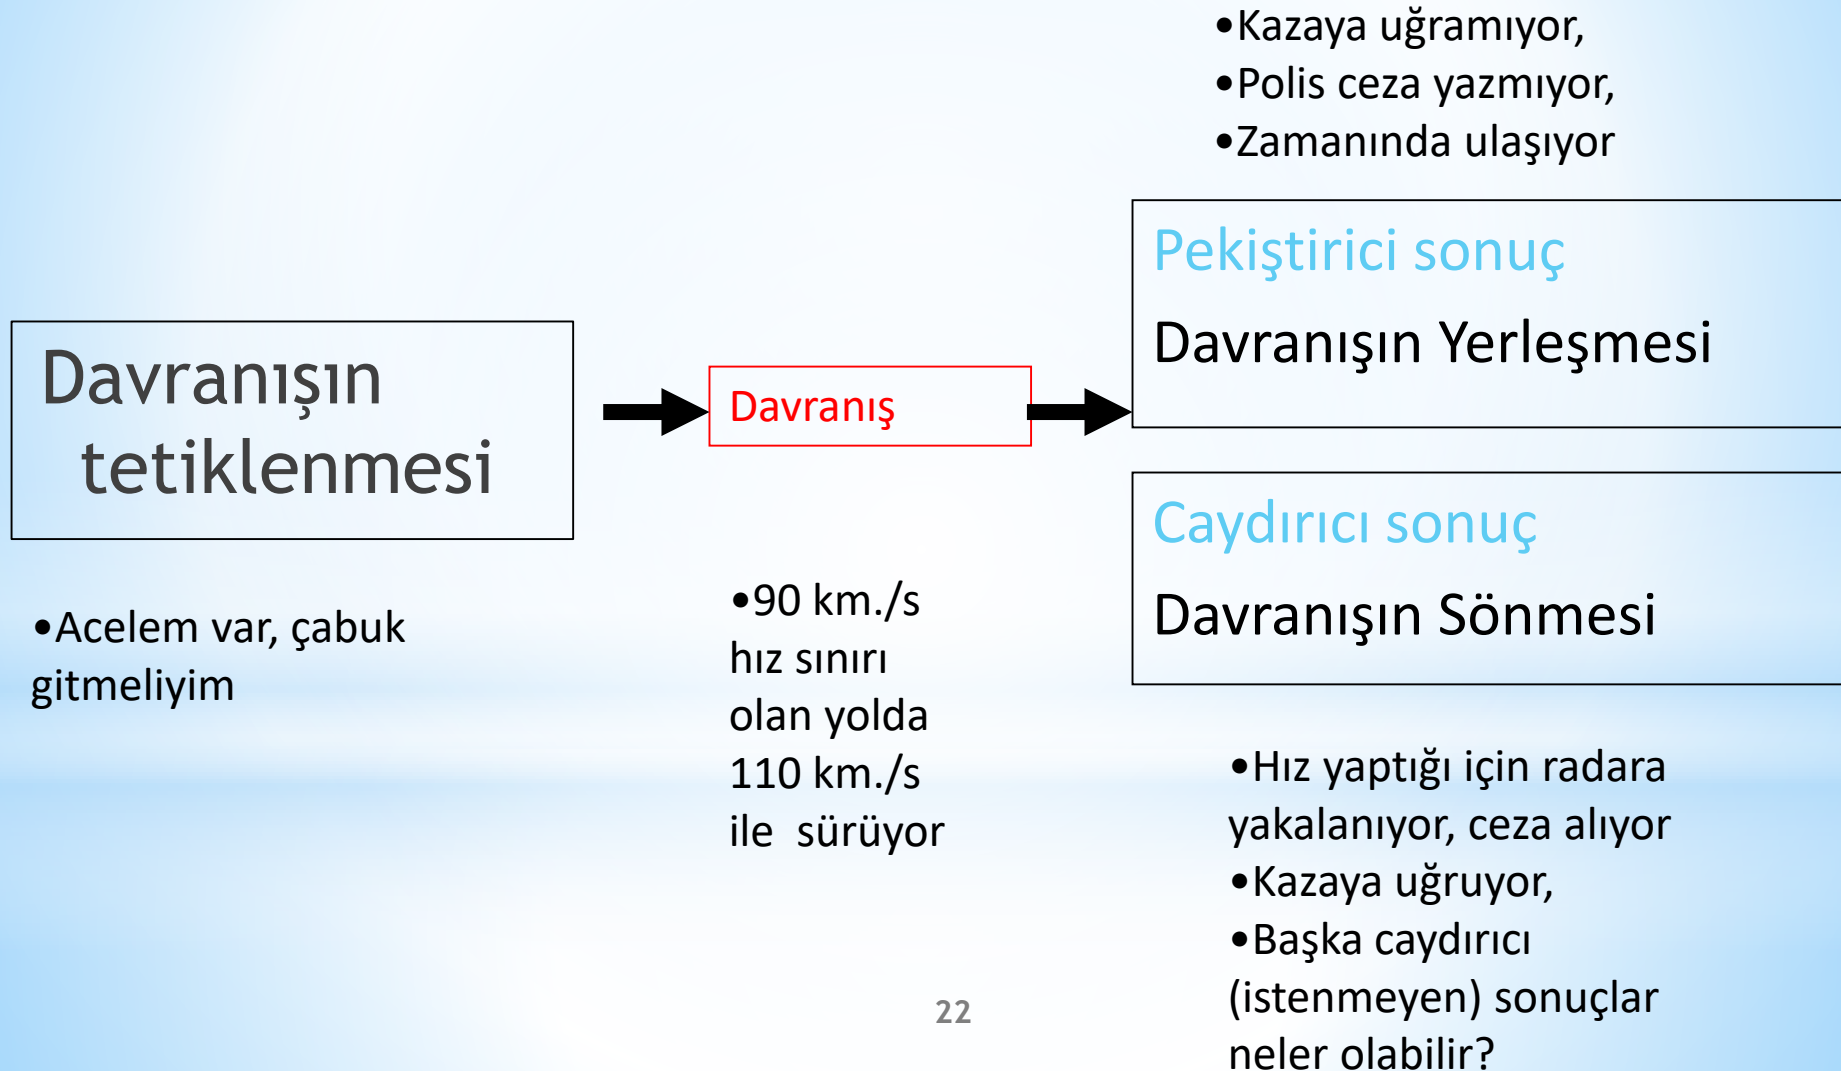 •Kazaya uğramıyor,
•Polis ceza yazmıyor,
•Zamanında ulaşıyor
Pekiştirici sonuç
Davranışın Yerleşmesi
Davranışın
tetiklenmesi
Davranış
Caydırıcı sonuç
Davranışın Sönmesi
•Acelem var, çabuk
gitmeliyim
•90 km./s
hız sınırı
olan yolda
110 km./s
ile  sürüyor
•Hız yaptığı için radara
yakalanıyor, ceza alıyor
•Kazaya uğruyor,
•Başka caydırıcı
(istenmeyen) sonuçlar
neler olabilir?
22